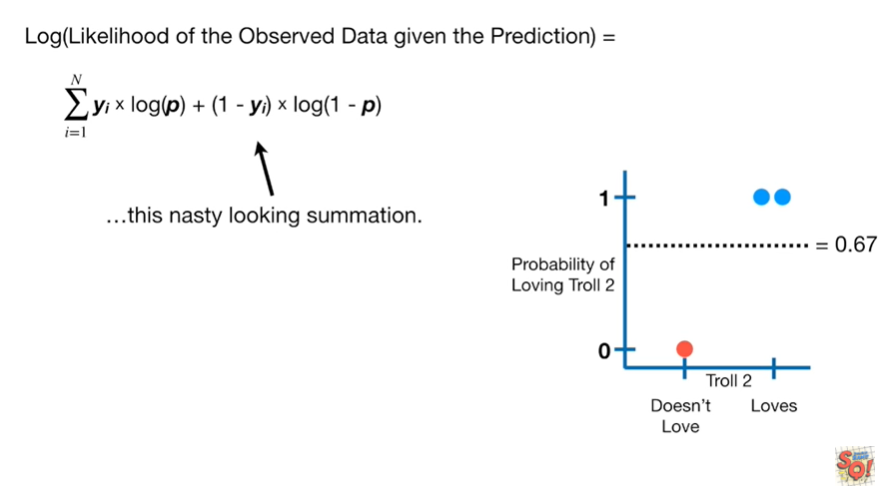 Log(Likelihood of the Observed Data given the Prediction) =
N
∑ yᵢ × log(p) + (1 - yᵢ) × log(1 - p)
i=1
…this nasty looking summation.
1
= 0.67
Probability of
Loving Troll 2
0
Troll 2
Doesn't Loves
Love
SQ!